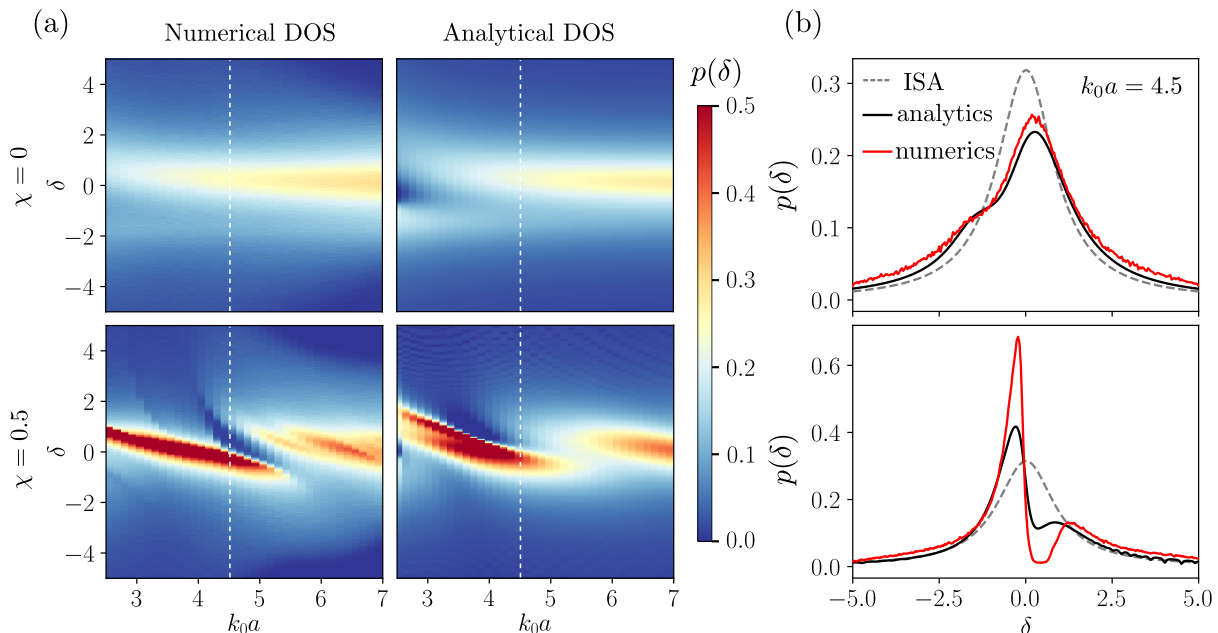 (a)
Numerical DOS
Analytical DOS
(b)
χ = 0
δ
4
2
0
−2
−4
χ = 0.5
δ
4
2
0
−2
−4
3 4 5 6 7
k₀a
3 4 5 6 7
k₀a
p(δ)
0.5
0.4
0.3
0.2
0.1
0.0
p(δ)
0.3
0.2
0.1
0.0
ISA
analytics
numerics
k₀a = 4.5
p(δ)
0.6
0.4
0.2
0.0
−5.0 −2.5 0.0 2.5 5.0
δ